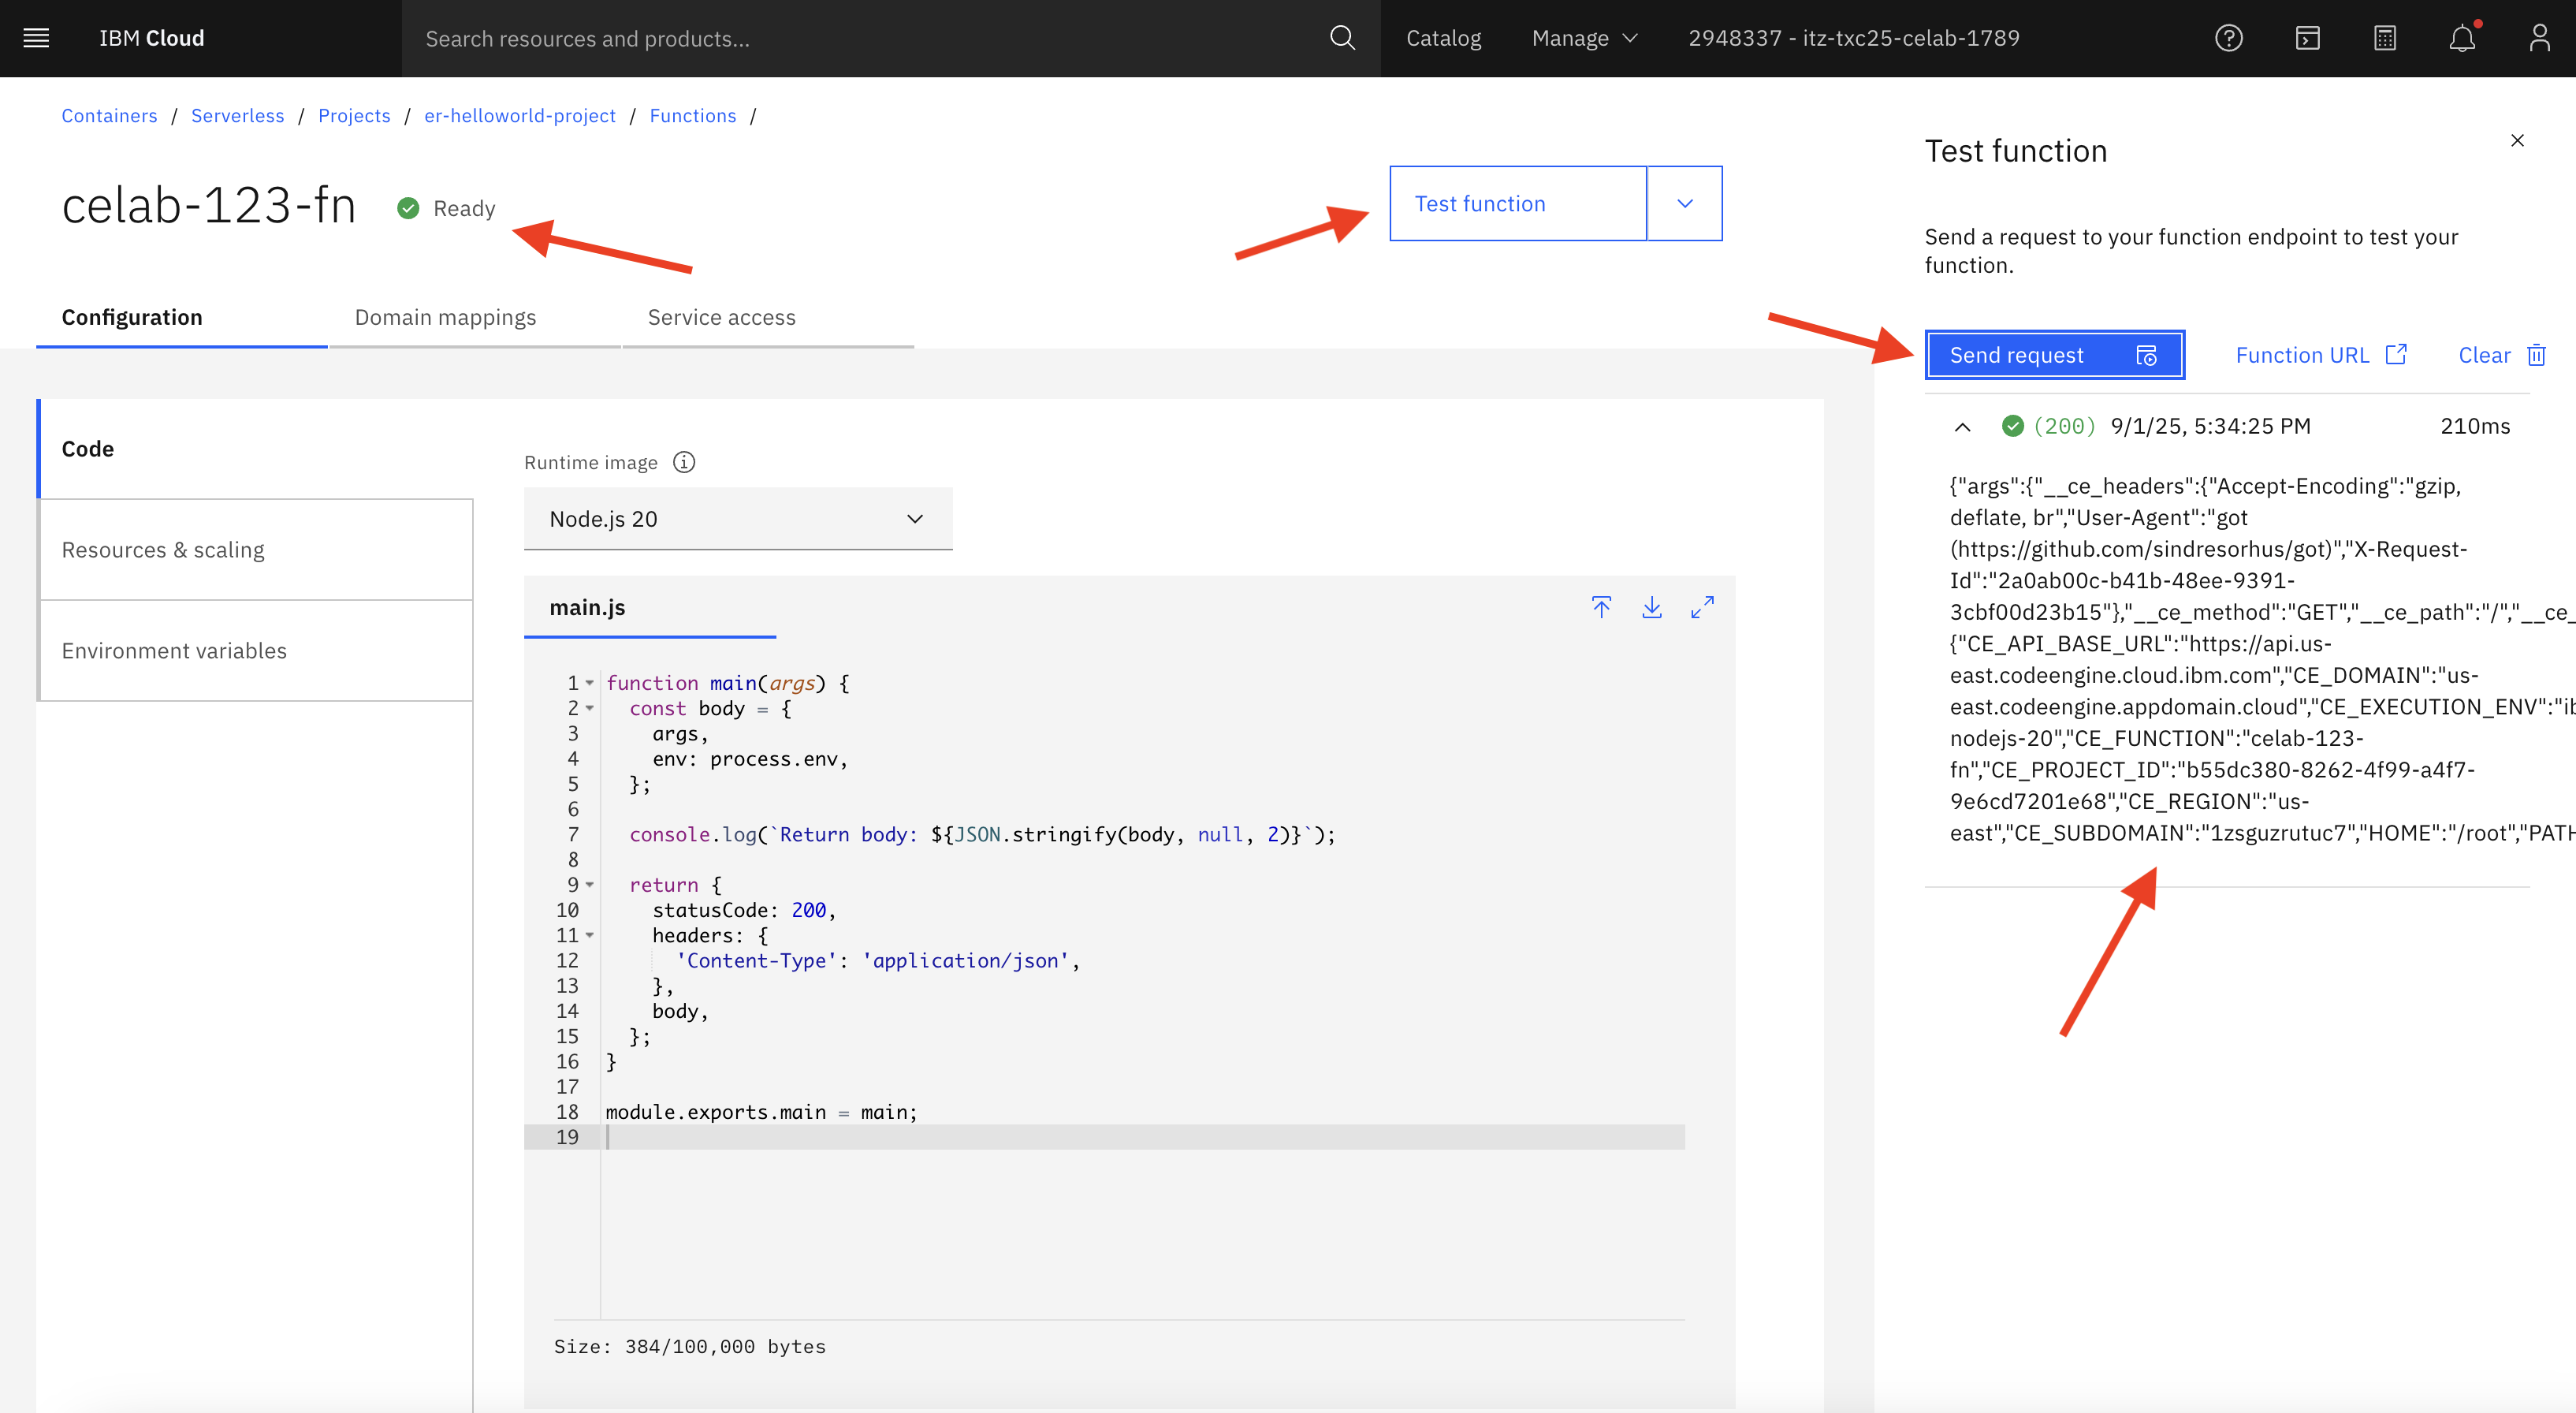 IBM Cloud
Search resources and products...
Catalog
Manage
2948337 - itz-txc25-celab-1789
Containers / Serverless / Projects / er-helloworld-project / Functions /
celab-123-fn
Ready
Test function
Configuration
Domain mappings
Service access
Code
Resources & scaling
Environment variables
Runtime image
Node.js 20
main.js
1 function main(args) {
2 const body = {
3 args,
4 env: process.env,
5 };
6
7 console.log(`Return body: ${JSON.stringify(body, null, 2)}`);
8
9 return {
10 statusCode: 200,
11 headers: {
12 'Content-Type': 'application/json',
13 },
14 body,
15 };
16 }
17
18 module.exports.main = main;
19
Size: 384/100,000 bytes
Test function
Send a request to your function endpoint to test your
function.
Send request
Function URL
Clear
(200) 9/1/25, 5:34:25 PM
210ms
{"args":{"__ce_headers":{"Accept-Encoding":"gzip,
deflate, br","User-Agent":"got
(https://github.com/sindresorhus/got)","X-Request-
Id":"2a0ab00c-b41b-48ee-9391-
3cbf00d23b15"},"__ce_method":"GET","__ce_path":"/","__ce_
{"CE_API_BASE_URL":"https://api.us-
east.codeengine.cloud.ibm.com","CE_DOMAIN":"us-
east.codeengine.appdomain.cloud","CE_EXECUTION_ENV":"ib
nodejs-20","CE_FUNCTION":"celab-123-
fn","CE_PROJECT_ID":"b55dc380-8262-4f99-a4f7-
9e6cd7201e68","CE_REGION":"us-
east","CE_SUBDOMAIN":"1zsguzrutuc7","HOME":"/root","PATH